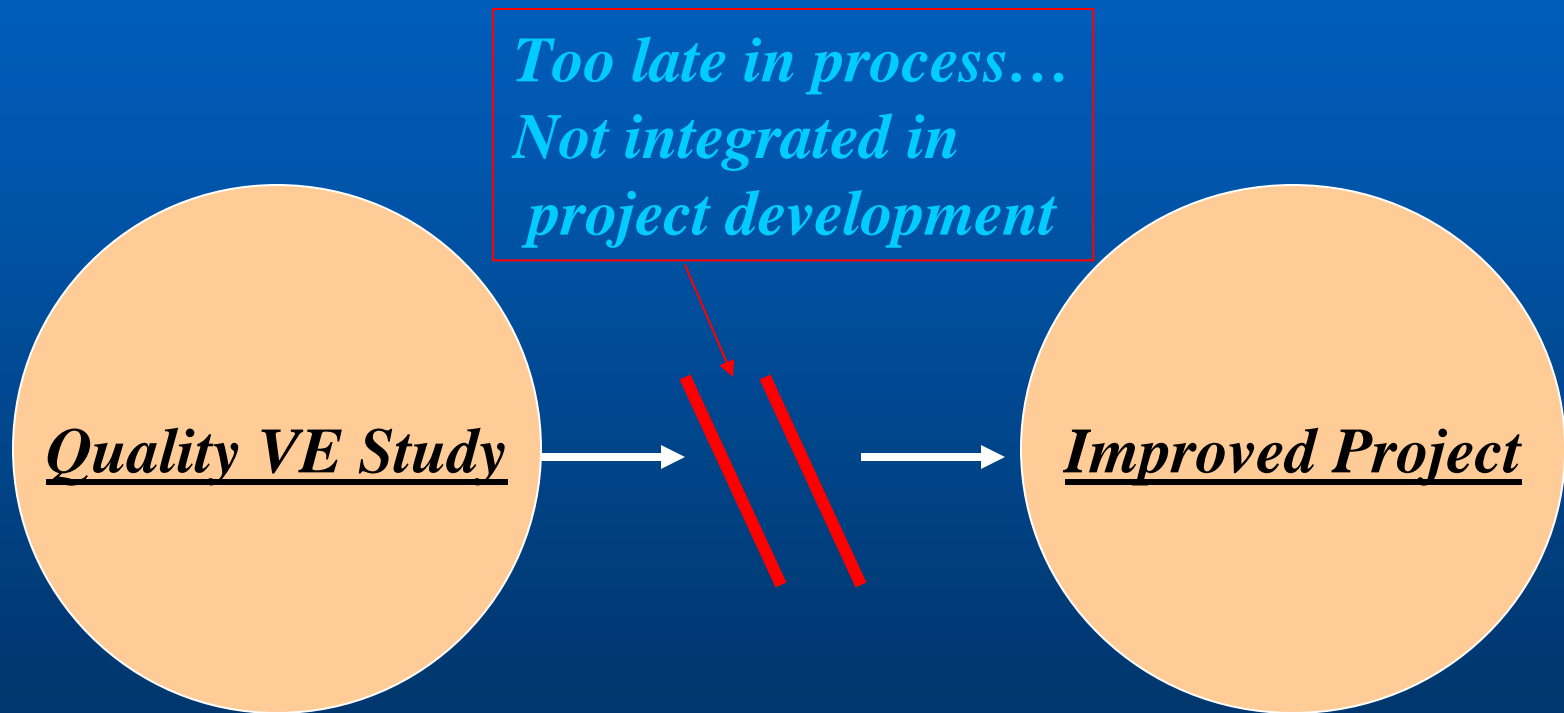 Too late in process…
Not integrated in
project development
Quality VE Study
Improved Project